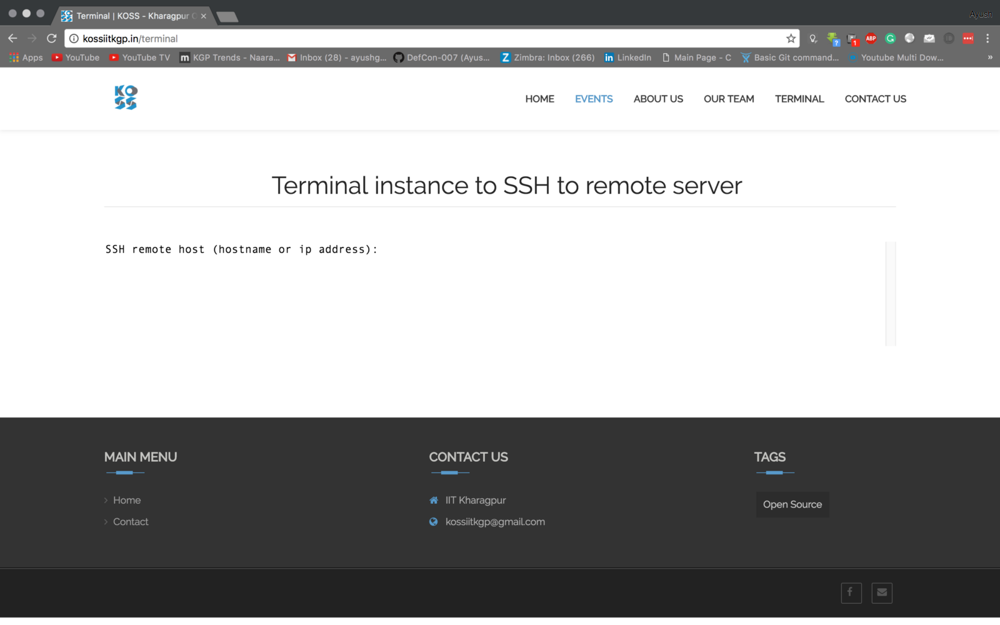 Terminal | KOSS - Kharagpur
Ayush
kossiitkgp.in/terminal
?
1
ABP
Apps YouTube YouTube TV m KGP Trends - Naara... Inbox (28) - ayushg... DefCon-007 (Ayus... Z Zimbra: Inbox (266) in LinkedIn Main Page - C Basic Git command... Youtube Multi Dow... »
KO
SS
HOME EVENTS ABOUT US OUR TEAM TERMINAL CONTACT US
Terminal instance to SSH to remote server
SSH remote host (hostname or ip address):
MAIN MENU
Home
Contact
CONTACT US
IIT Kharagpur
kossiitkgp@gmail.com
TAGS
Open Source